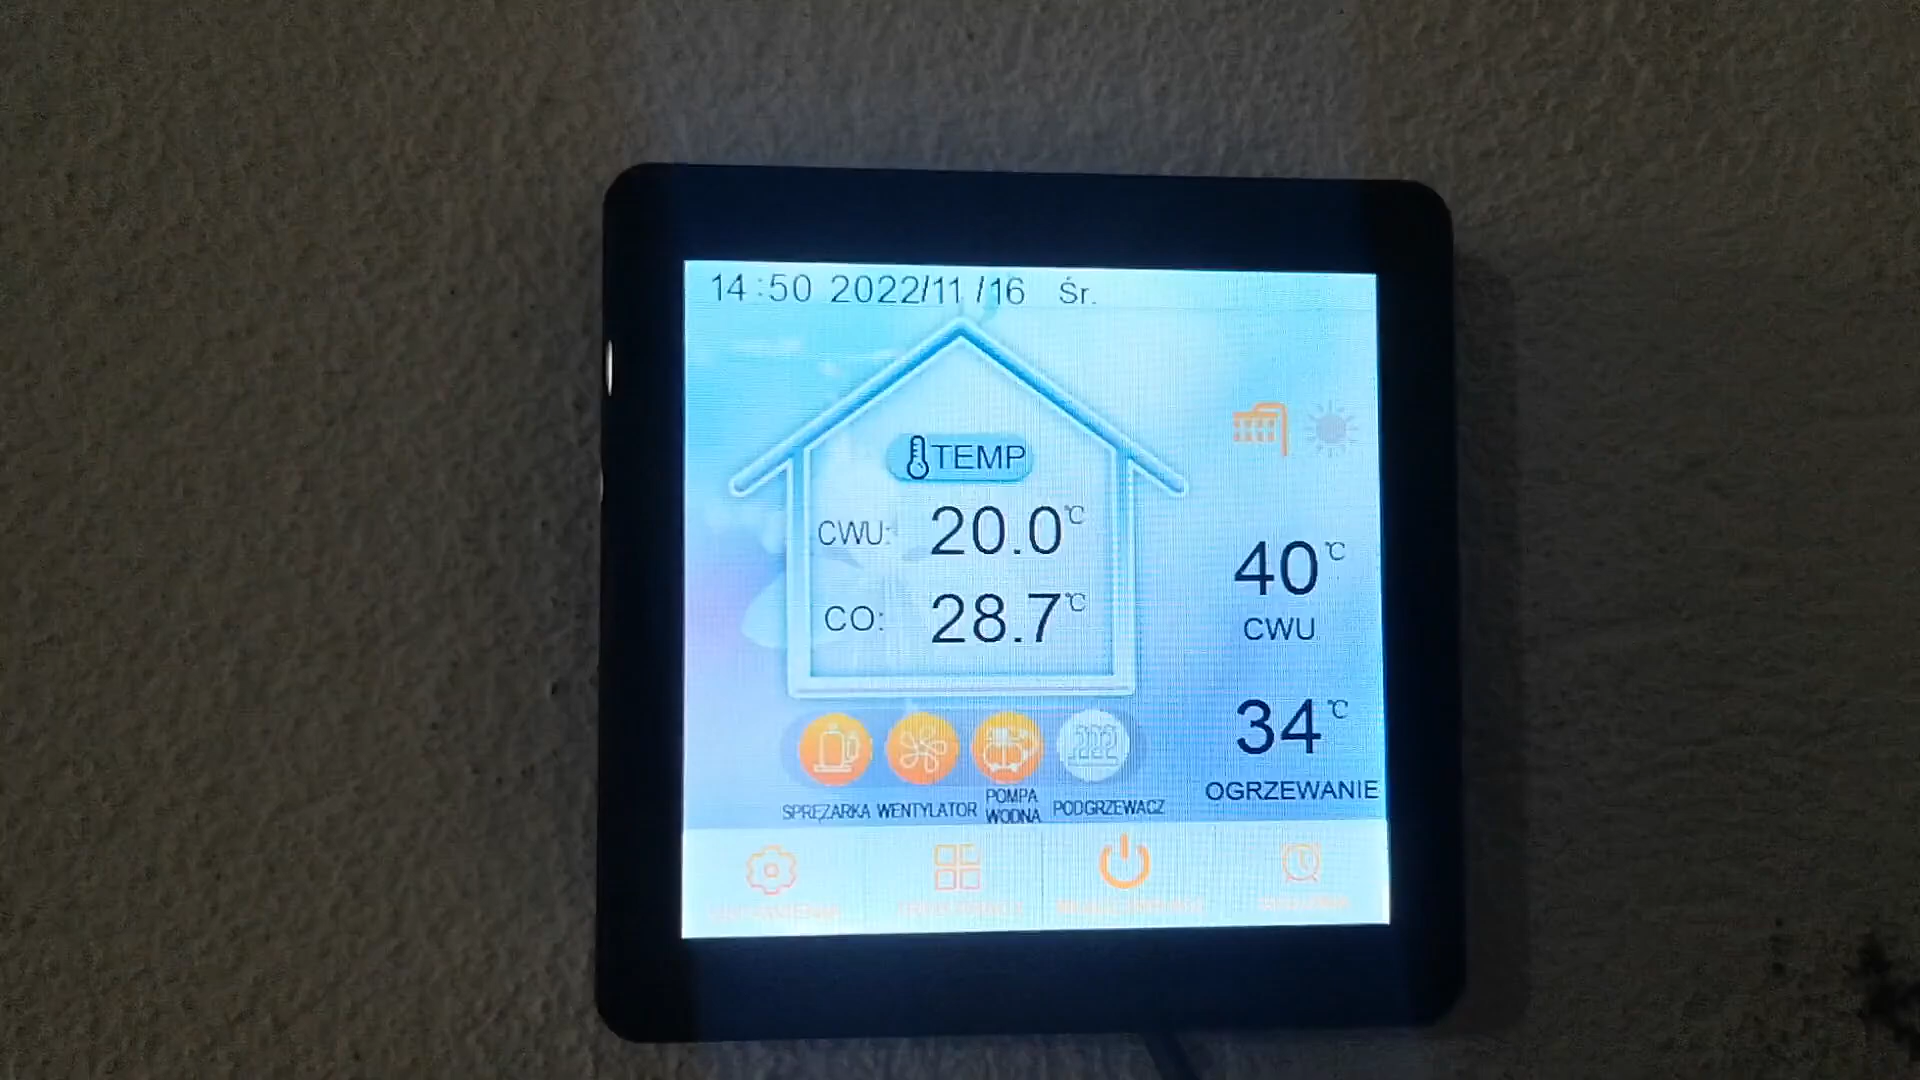 14:50 2022/11/16 Śr.
TEMP
CWU: 20.0℃
CO: 28.7℃
40℃
CWU
34℃
OGRZEWANIE
SPRĘŻARKA WENTYLATOR POMPA WODNA PODGRZEWACZ